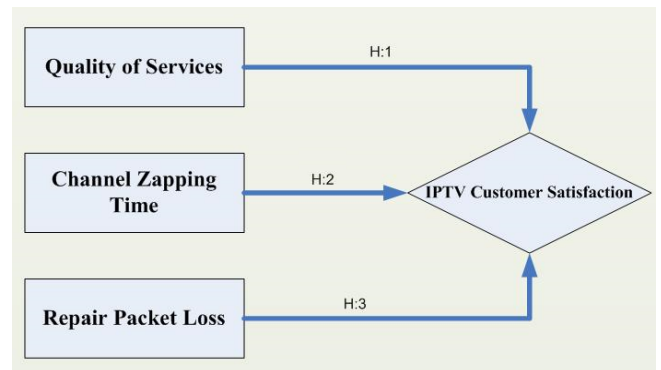 Quality of Services
H:1
Channel Zapping
Time
H:2
IPTV Customer Satisfaction
Repair Packet Loss
H:3